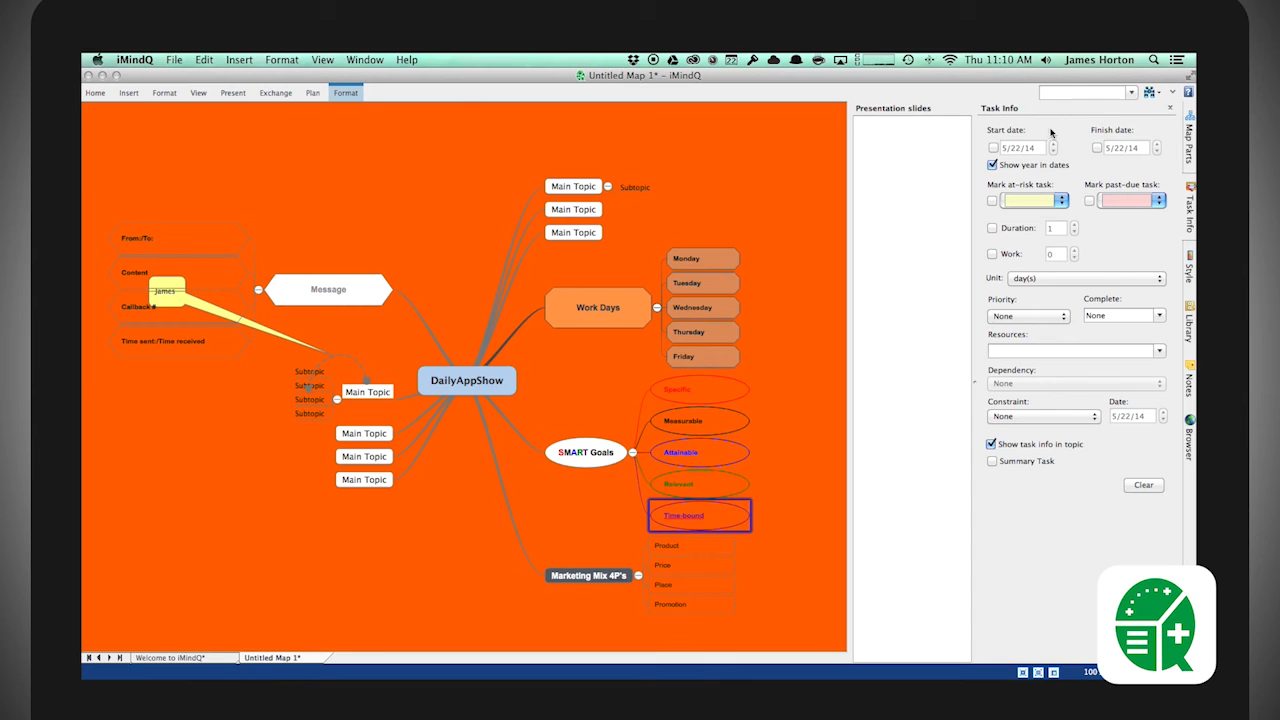 iMindQ File Edit Insert Format View Window Help
22
Thu 11:10 AM James Horton
Untitled Map 1* - iMindQ
Home Insert Format View Present Exchange Plan Format
Presentation slides
Task Info
Start date: Finish date:
5/22/14 5/22/14
Show year in dates
Mark at-risk task: Mark past-due task:
Duration: 1
Work: 0
Unit: day(s)
Priority: Complete:
None None
Resources:
Dependency:
None
Constraint: Date:
None 5/22/14
Show task info in topic
Summary Task
Clear
Map Parts
Task Info
Style
Library
Notes
Browser
Main Topic Subtopic
Main Topic
Main Topic
From:/To:
Content
James
Callback #
Time sent:/Time received
Message
Work Days
Monday
Tuesday
Wednesday
Thursday
Friday
DailyAppShow
Subtopic
Subtopic
Subtopic
Subtopic
Main Topic
Main Topic
Main Topic
Main Topic
SMART Goals
Specific
Measurable
Attainable
Relevant
Time-bound
Marketing Mix 4P's
Product
Price
Place
Promotion
Welcome to iMindQ* Untitled Map 1*
100